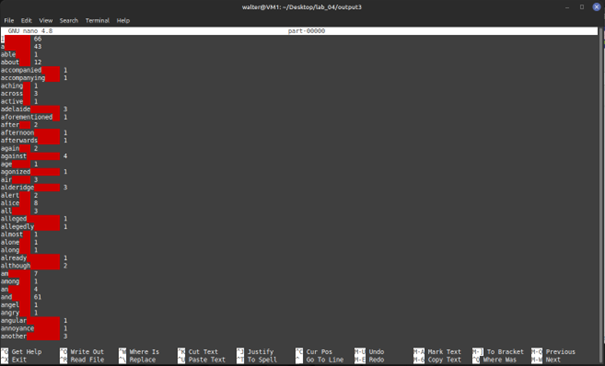 walter@VM1: ~/Desktop/lab_04/output3
File Edit View Search Terminal Help
GNU nano 4.8 part-00000
66
a 43
able 1
about 12
accompanied 1
accompanying 1
aching 1
across 3
active 1
adelaide 3
aforementioned 1
after 2
afternoon 1
afterwards 1
again 2
against 4
age 1
agonized 1
air 3
alderidge 3
alert 2
alice 8
all 3
alleged 1
allegedly 1
almost 1
alone 1
along 1
already 1
although 2
am 7
among 1
an 4
and 61
angel 1
angry 1
angular 1
annoyance 1
another 3
^G Get Help ^O Write Out ^W Where Is ^K Cut Text ^J Justify ^C Cur Pos M-U Undo M-A Mark Text M-] To Bracket M-Q Previous
^X Exit ^R Read File ^\ Replace ^U Paste Text ^T To Spell ^_ Go To Line M-E Redo M-6 Copy Text ^Q Where Was M-W Next